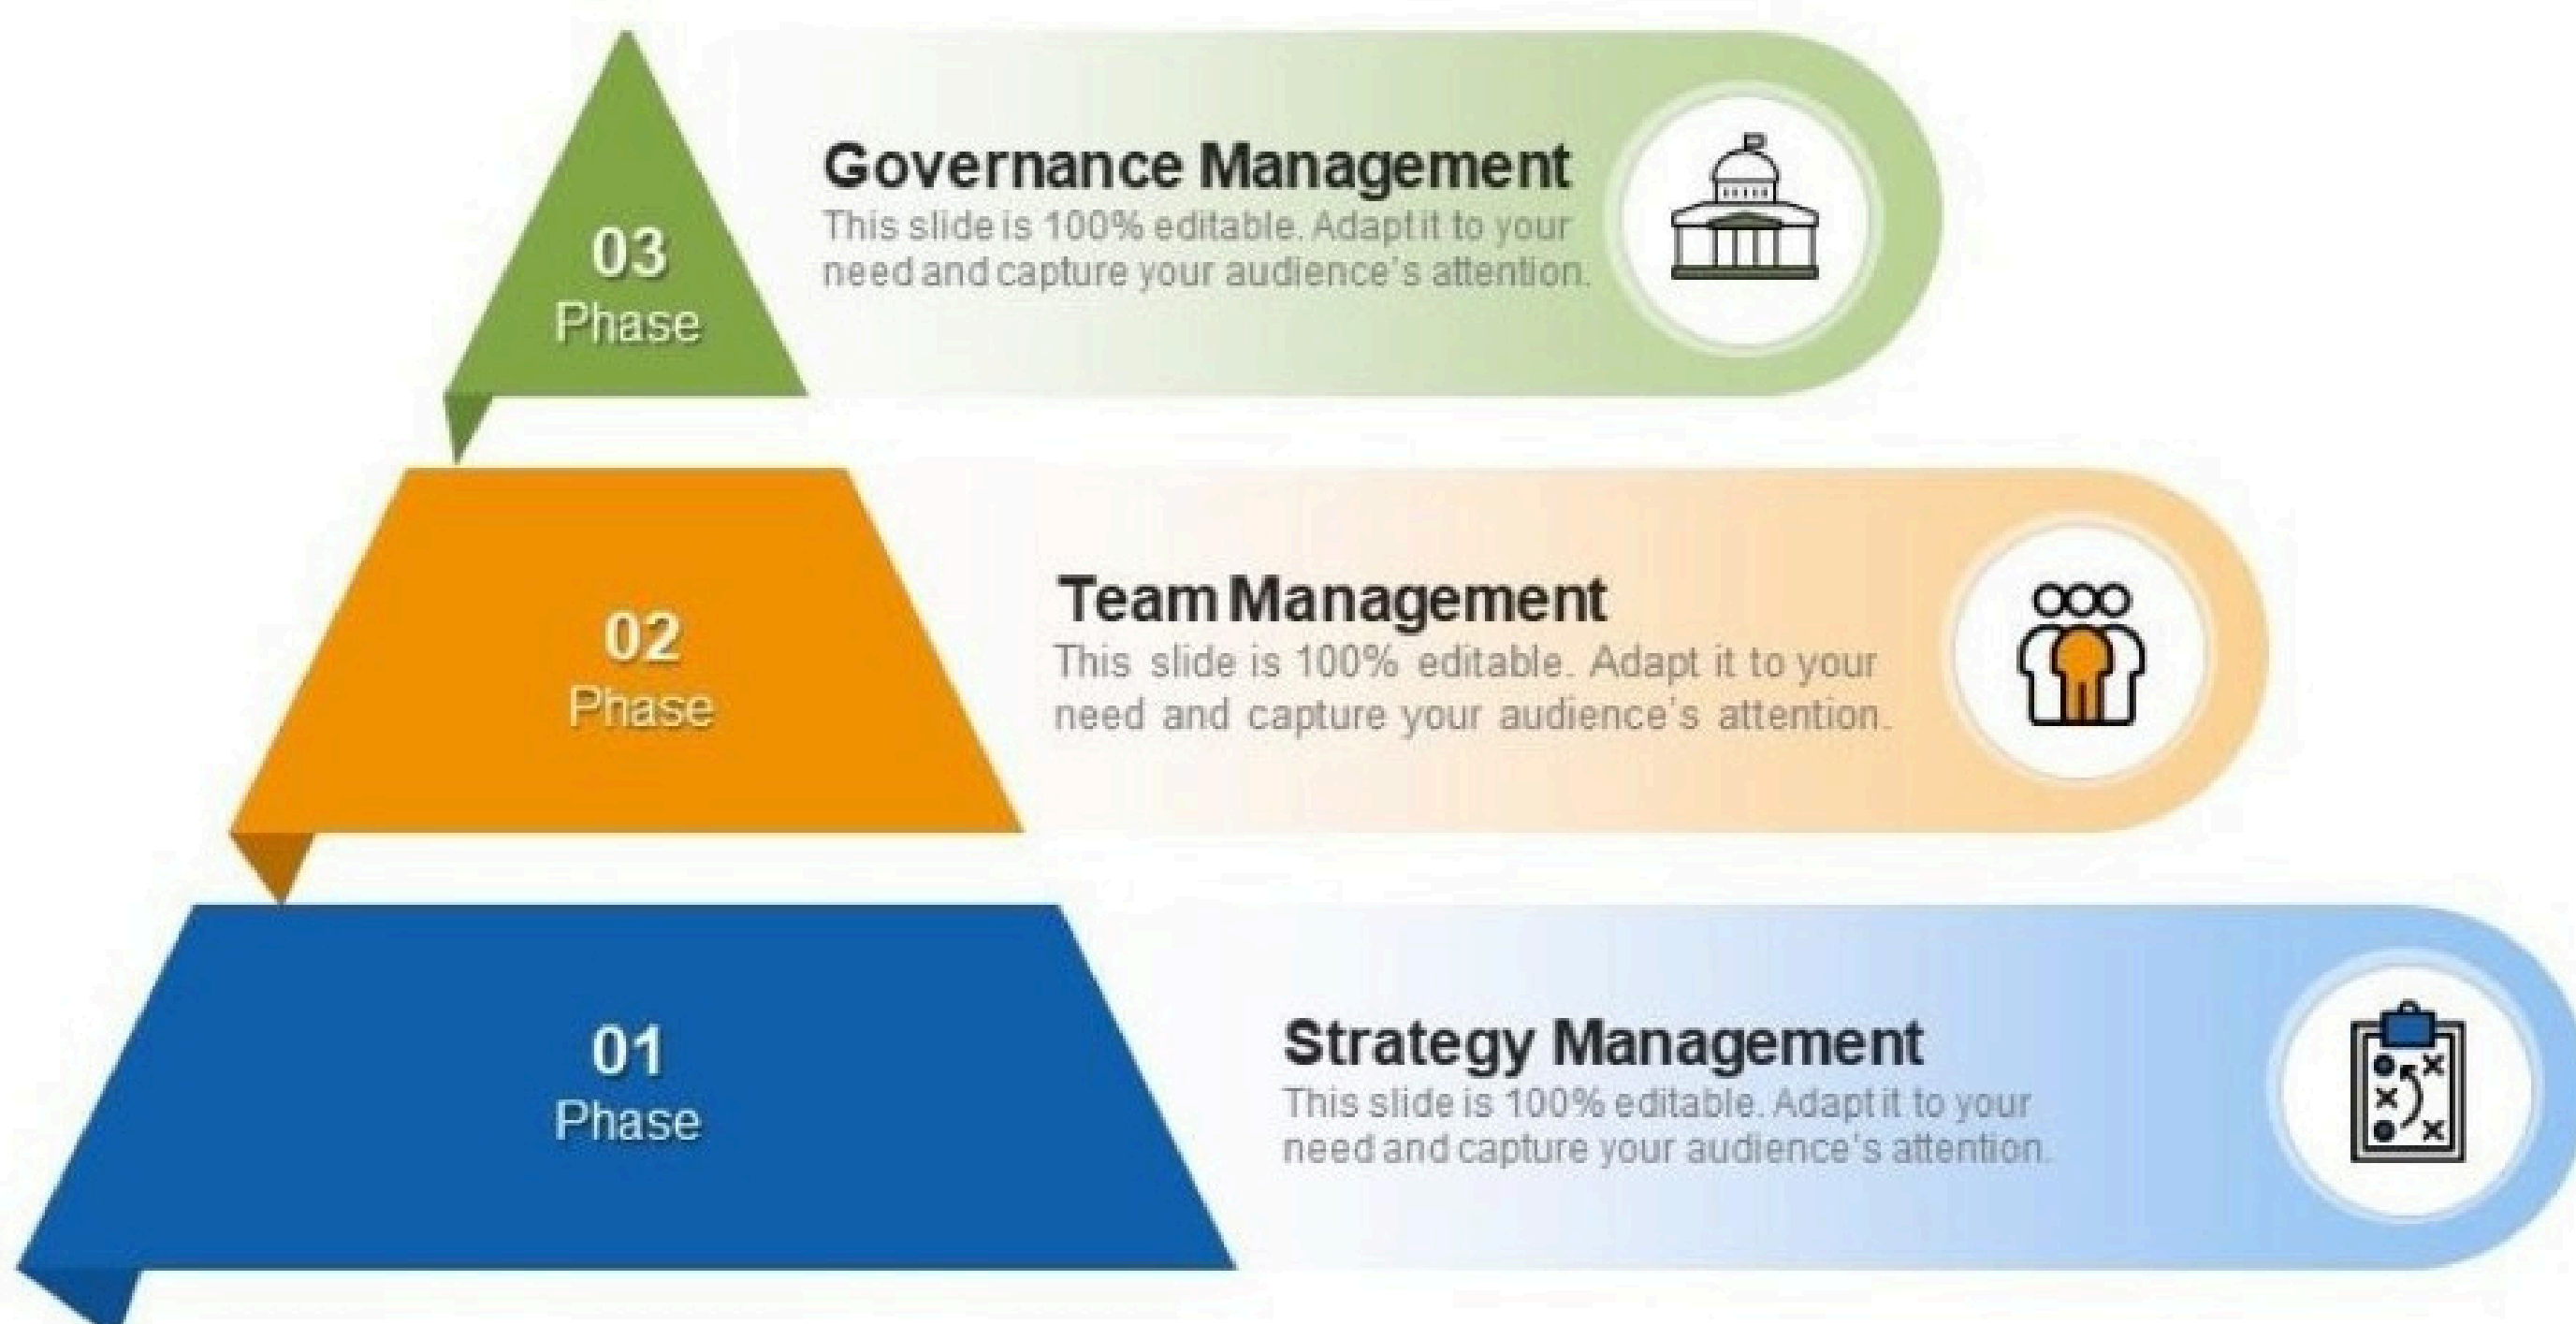 03
Phase
Governance Management
This slide is 100% editable. Adapt it to your
need and capture your audience's attention.
02
Phase
Team Management
This slide is 100% editable. Adapt it to your
need and capture your audience's attention.
01
Phase
Strategy Management
This slide is 100% editable. Adapt it to your
need and capture your audience's attention.